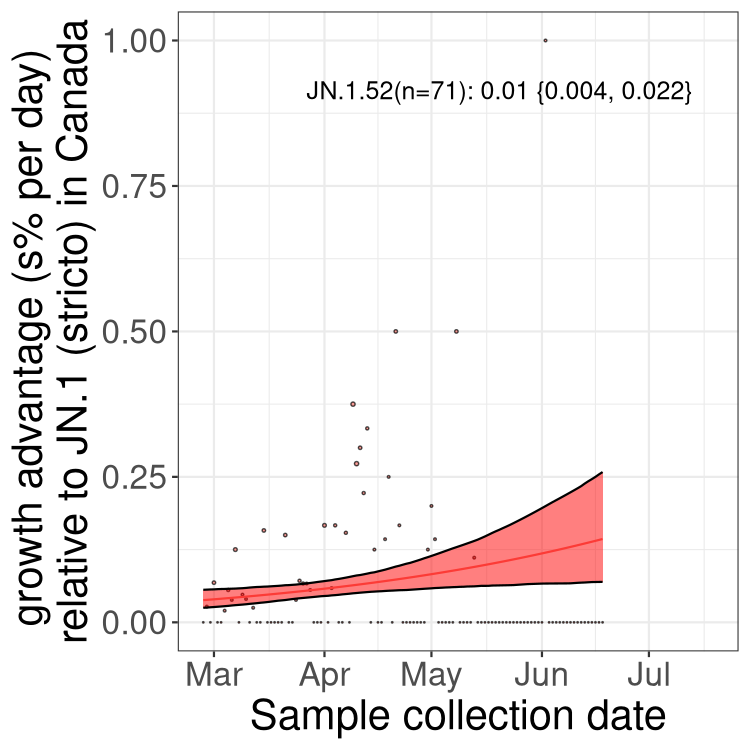 growth advantage (s% per day)
relative to JN.1 (stricto) in Canada
1.00
0.75
0.50
0.25
0.00
JN.1.52(n=71): 0.01 {0.004, 0.022}
Mar Apr May Jun Jul
Sample collection date